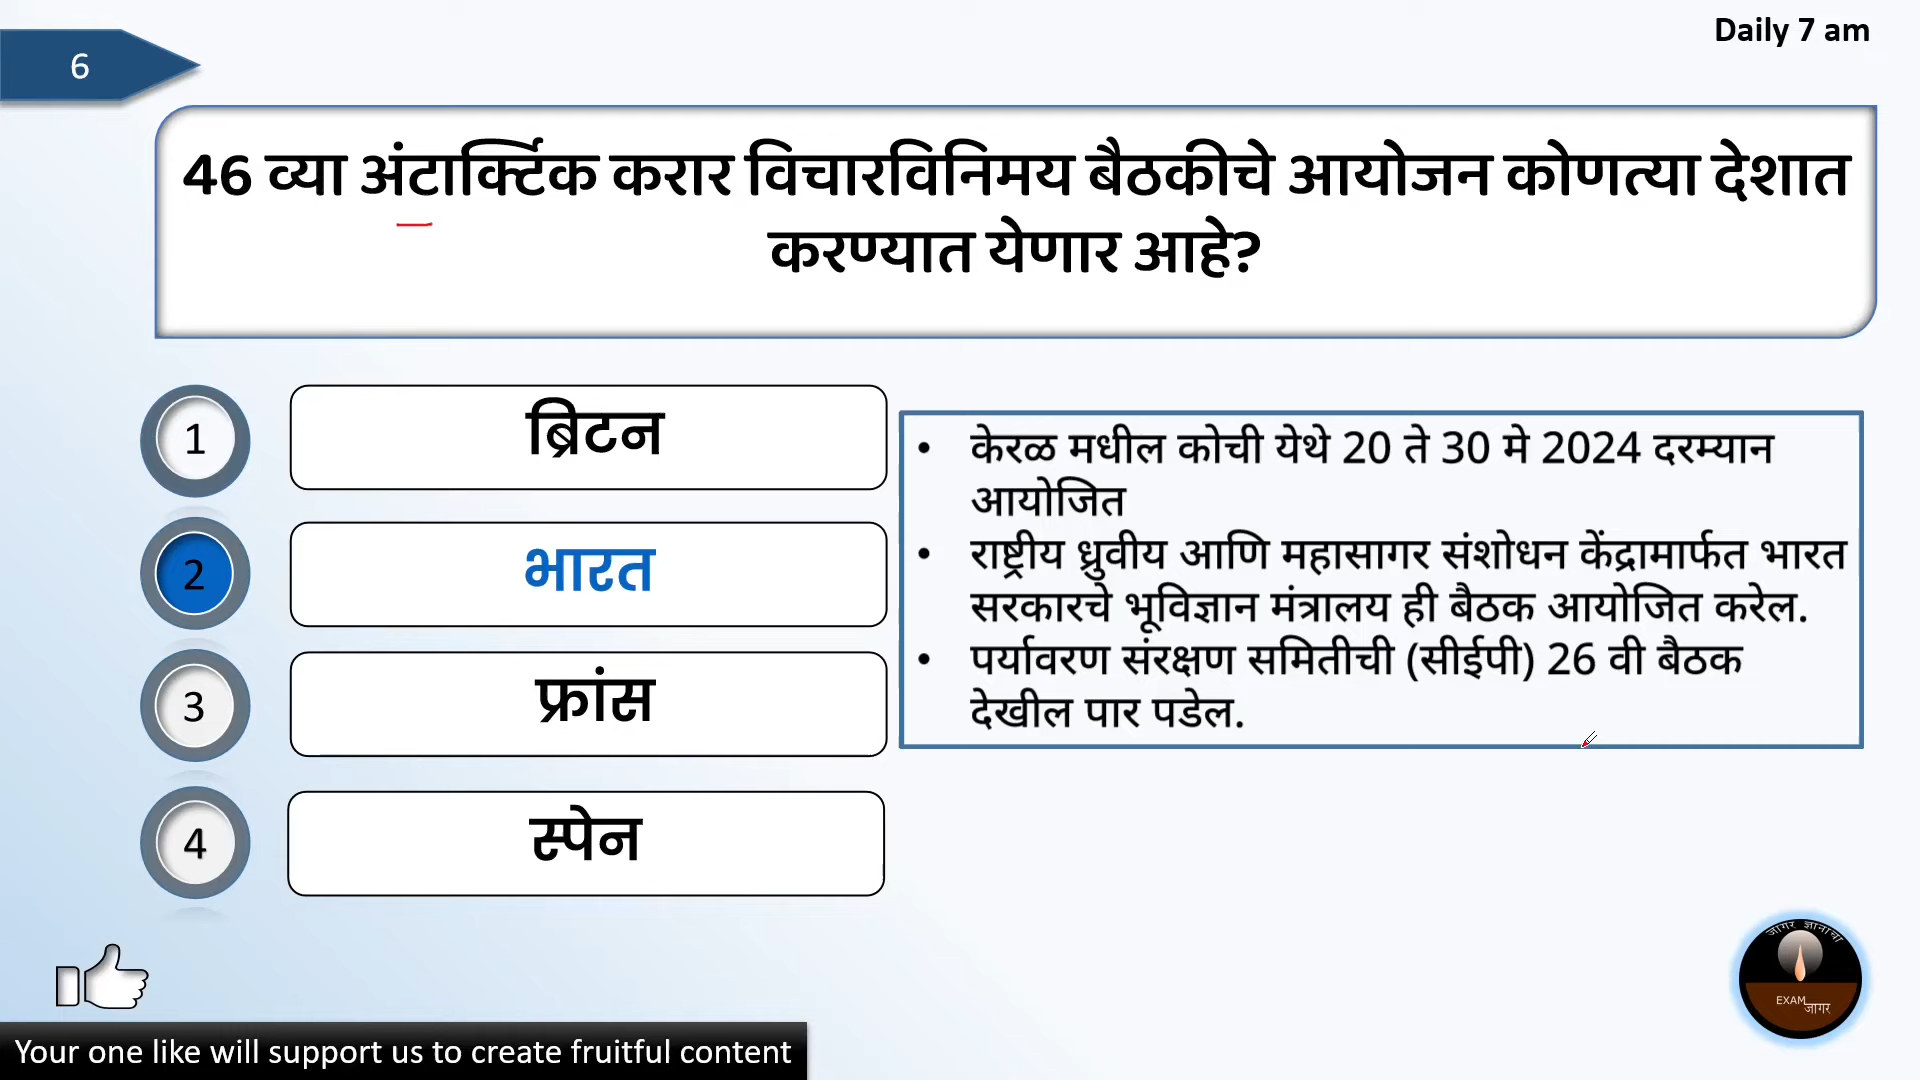 Daily 7 am
6
46 व्या अंटार्क्टिक करार विचारविनिमय बैठकीचे आयोजन कोणत्या देशात
करण्यात येणार आहे?
1
ब्रिटन
2
भारत
3
फ्रांस
4
स्पेन
• केरळ मधील कोची येथे 20 ते 30 मे 2024 दरम्यान
आयोजित
• राष्ट्रीय ध्रुवीय आणि महासागर संशोधन केंद्रामार्फत भारत
सरकारचे भूविज्ञान मंत्रालय ही बैठक आयोजित करेल.
• पर्यावरण संरक्षण समितीची (सीईपी) 26 वी बैठक
देखील पार पडेल.
जागर ज्ञानाचा
EXAM
जागर
Your one like will support us to create fruitful content